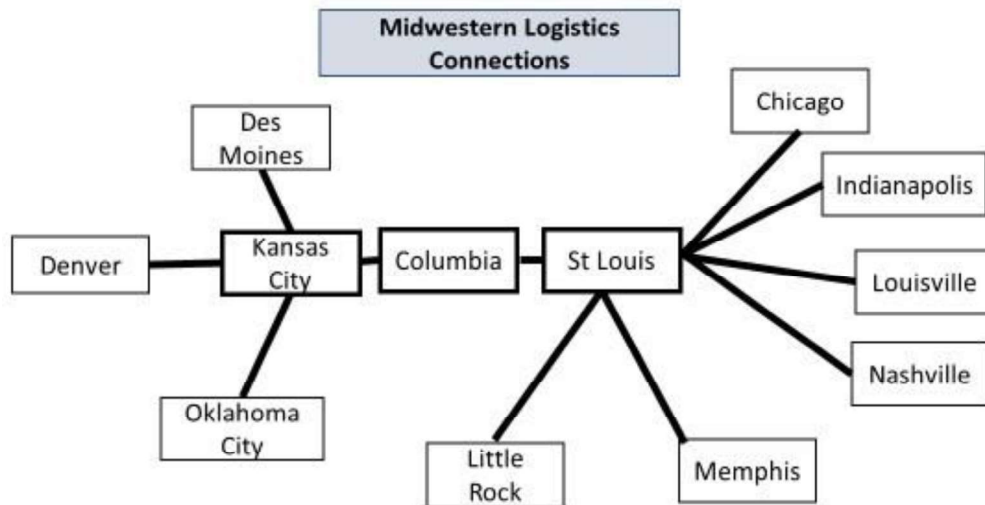 Midwestern Logistics
Connections
Chicago
Des
Moines
Indianapolis
Denver
Kansas
City
Columbia
St Louis
Louisville
Nashville
Oklahoma
City
Little
Rock
Memphis